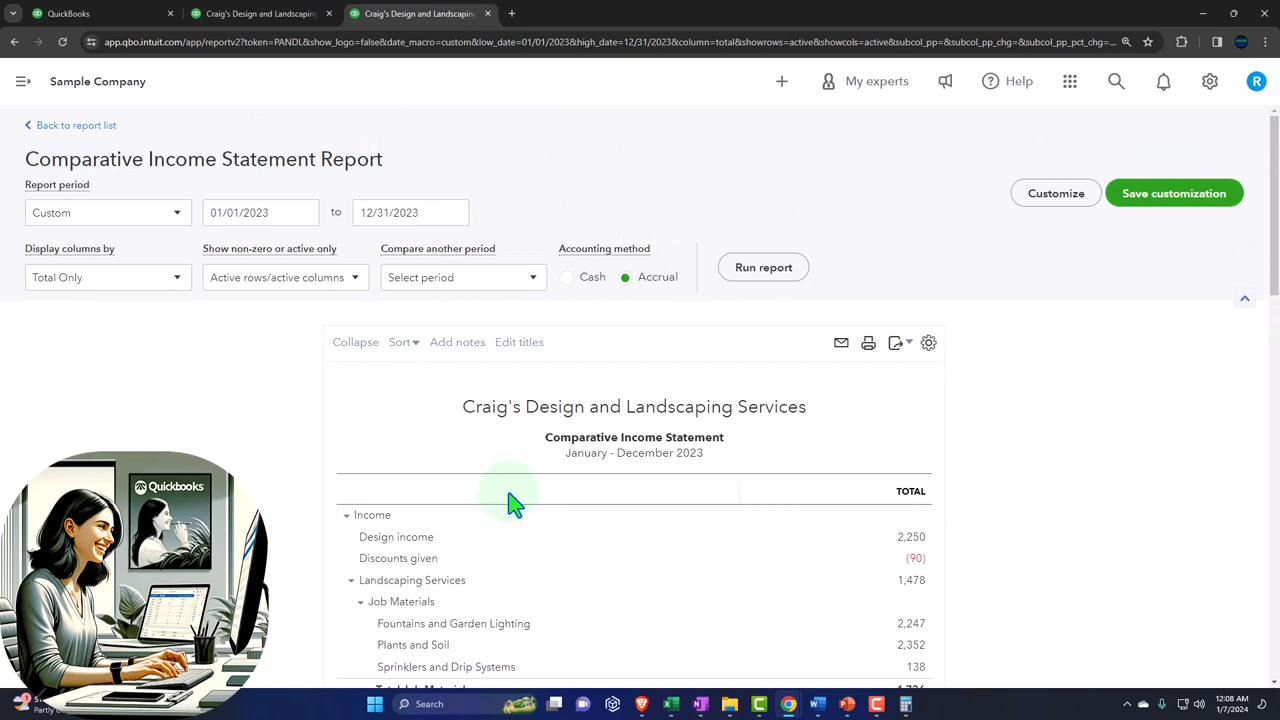 QuickBooks
Craig's Design and Landscaping
Craig's Design and Landscaping
app.qbo.intuit.com/app/reportv2?token=PANDL&show_logo=false&date_macro=custom&low_date=01/01/2023&high_date=12/31/2023&column=total&showrows=active&showcols=active&subcol_pp=&subcol_pp_chg=&subcol_pp_pct_chg=...
Sample Company
My experts
Help
R
Back to report list
Comparative Income Statement Report
Report period
Custom
01/01/2023
to
12/31/2023
Customize
Save customization
Display columns by
Show non-zero or active only
Compare another period
Accounting method
Total Only
Active rows/active columns
Select period
Cash
Accrual
Run report
Collapse
Sort
Add notes
Edit titles
Craig's Design and Landscaping Services
Comparative Income Statement
January - December 2023
TOTAL
Income
Design income 2,250
Discounts given (90)
Landscaping Services 1,478
Job Materials
Fountains and Garden Lighting 2,247
Plants and Soil 2,352
Sprinklers and Drip Systems 138
Quickbooks
Search
12:08 AM
1/7/2024